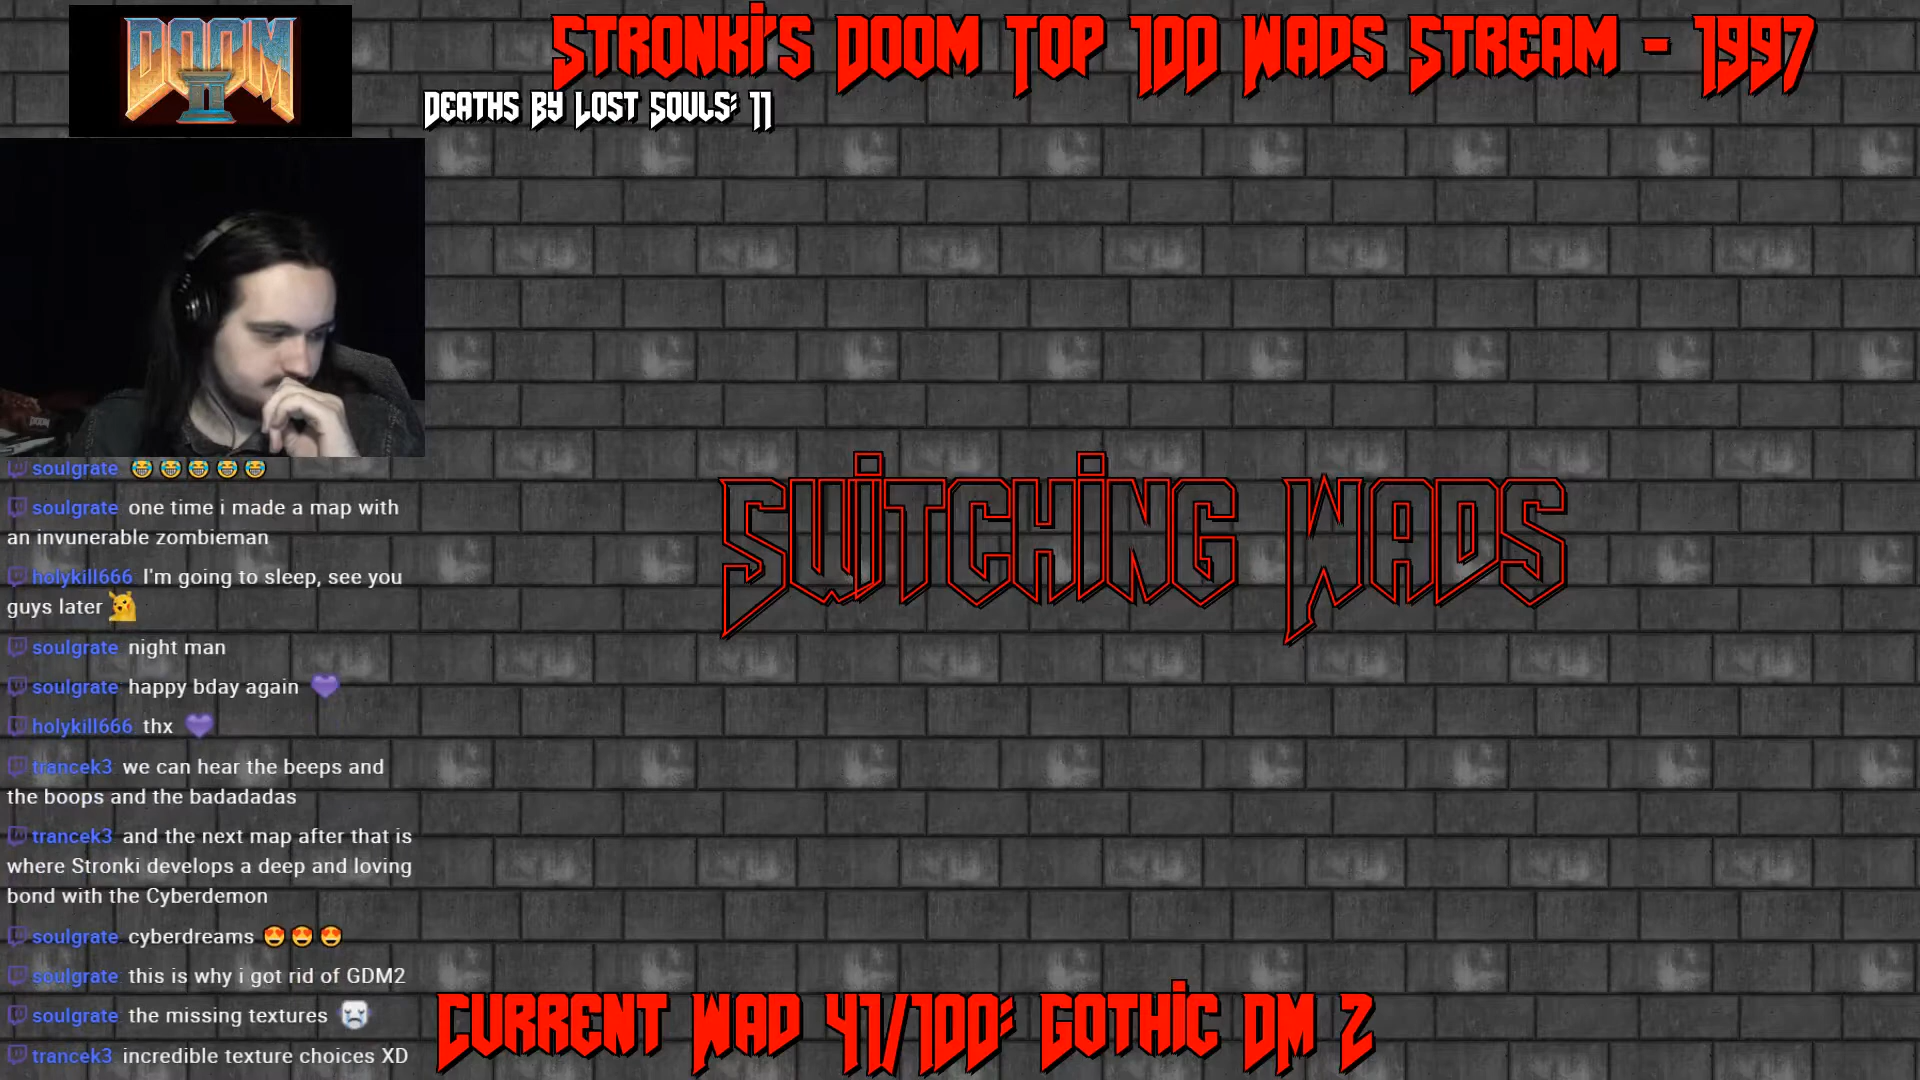 DOOM
II
Stronki's Doom Top 100 Wads Stream - 1997
Deaths by Lost Souls: 11
DOOM
soulgrate 😂😂😂😂😂
soulgrate one time i made a map with
an invunerable zombieman
holykill666 I'm going to sleep, see you
guys later
soulgrate night man
soulgrate happy bday again 💜
holykill666 thx 💜
trancek3 we can hear the beeps and
the boops and the badadadas
trancek3 and the next map after that is
where Stronki develops a deep and loving
bond with the Cyberdemon
soulgrate cyberdreams 😍😍😍
soulgrate this is why i got rid of GDM2
soulgrate the missing textures
trancek3 incredible texture choices XD
Switching Wads
Current Wad 41/100: Gothic DM 2